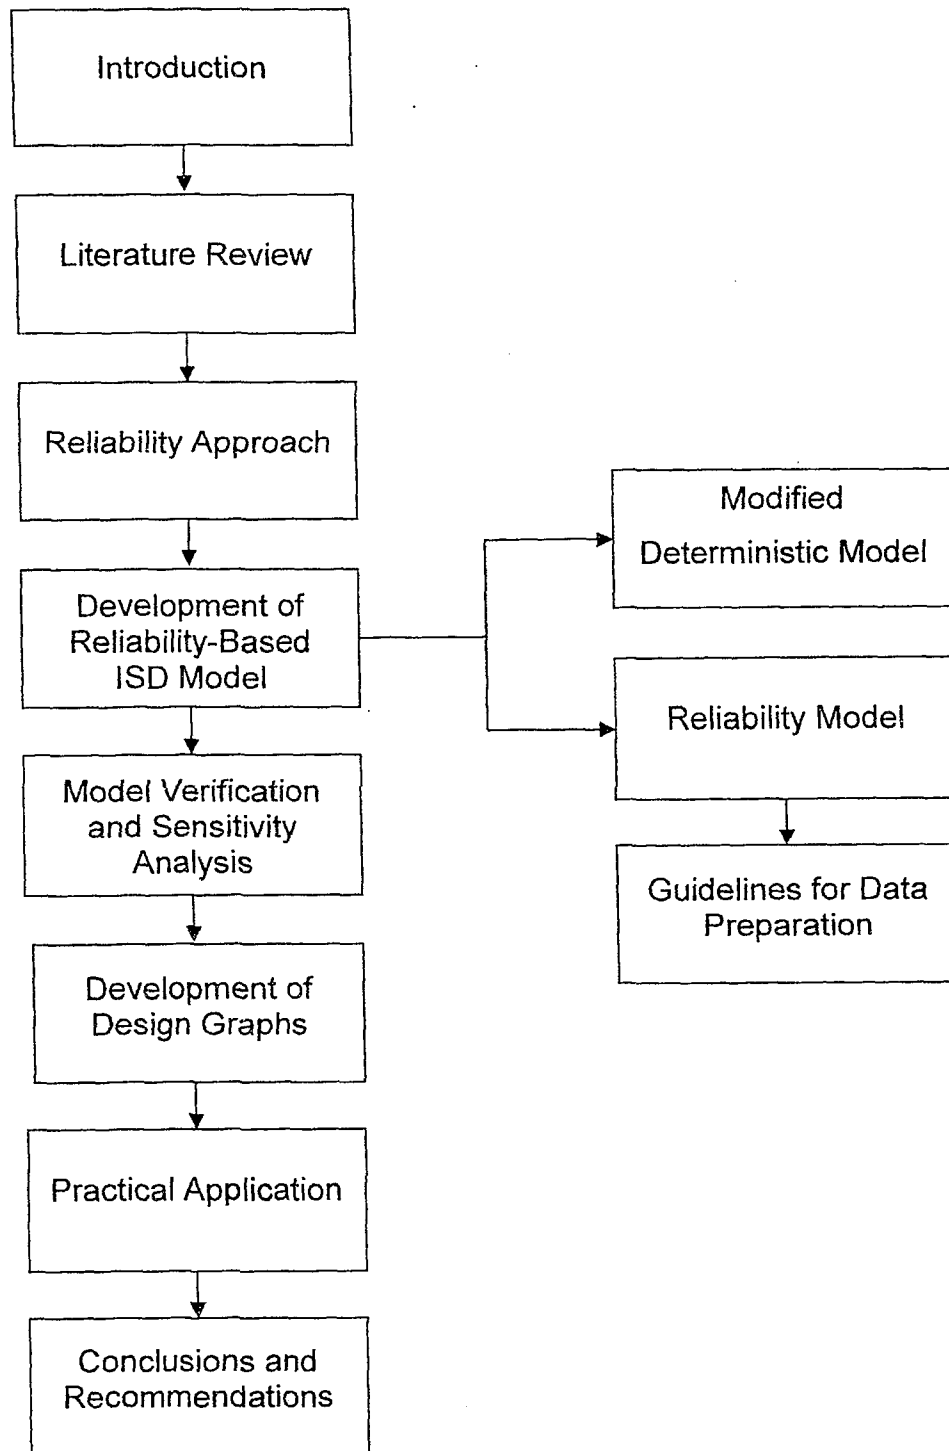 Introduction
Literature Review
Reliability Approach
Development of
Reliability-Based
ISD Model
Modified
Deterministic Model
Reliability Model
Guidelines for Data
Preparation
Model Verification
and Sensitivity
Analysis
Development of
Design Graphs
Practical Application
Conclusions and
Recommendations